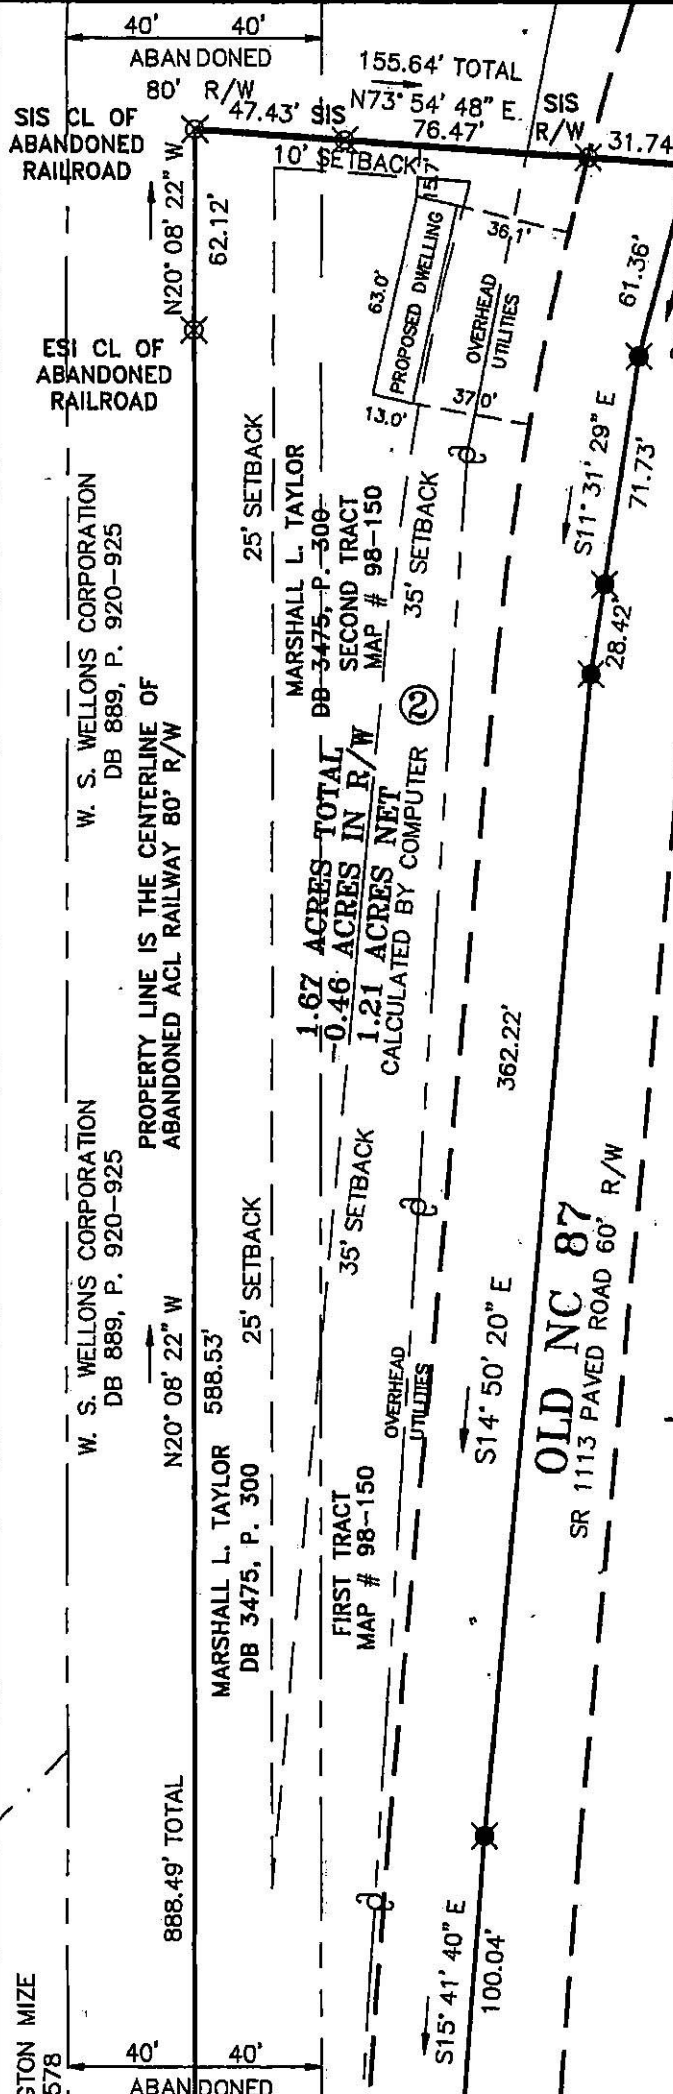 40' 40'
ABANDONED
80' R/W
155.64' TOTAL
N73° 54' 48" E
SIS CL OF
ABANDONED
RAILROAD
47.43'
SIS
76.47'
SIS
R/W
31.74
10' SETBACK
15.7'
N20° 08' 22" W
62.12'
36.1'
63.0'
PROPOSED DWELLING
OVERHEAD
UTILITIES
61.36'
ESI CL OF
ABANDONED
RAILROAD
13.0'
37.0'
S11° 31' 29" E
71.73'
28.42'
25' SETBACK
W. S. WELLONS CORPORATION
DB 889, P. 920-925
MARSHALL L. TAYLOR
DB 3475, P. 300
SECOND TRACT
MAP # 98-150
35' SETBACK
2
PROPERTY LINE IS THE CENTERLINE OF
ABANDONED ACL RAILWAY 80' R/W
1.67 ACRES TOTAL
-0.46 ACRES IN R/W
1.21 ACRES NET
CALCULATED BY COMPUTER
362.22'
W. S. WELLONS CORPORATION
DB 889, P. 920-925
N20° 08' 22" W
588.53'
25' SETBACK
35' SETBACK
OVERHEAD
UTILITIES
S14° 50' 20" E
OLD NC 87
SR 1113 PAVED ROAD 60' R/W
MARSHALL L. TAYLOR
DB 3475, P. 300
FIRST TRACT
MAP # 98-150
888.49' TOTAL
S15° 41' 40" E
100.04'
GTON MIZE
578
40' 40'
ABANDONED